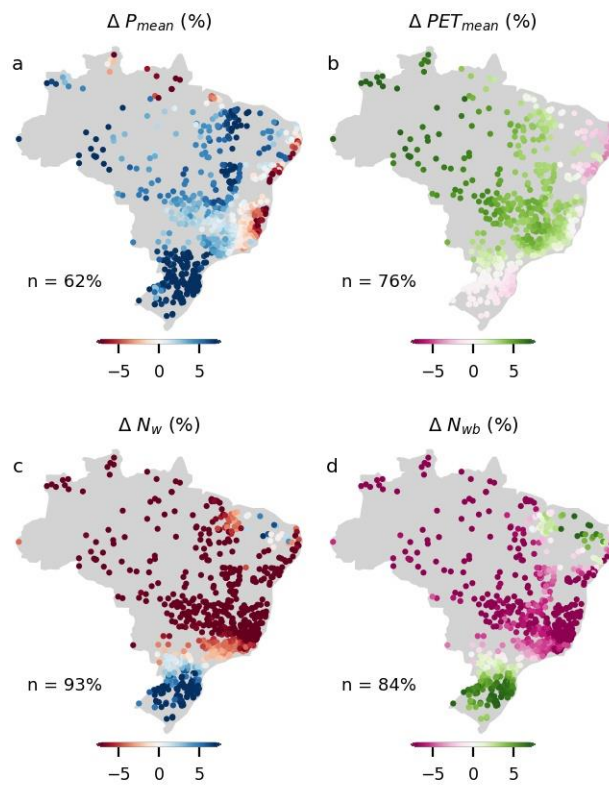 Δ P_mean (%)
Δ PET_mean (%)
a
b
n = 62%
n = 76%
−5 0 5
−5 0 5
Δ N_w (%)
Δ N_wb (%)
c
d
n = 93%
n = 84%
−5 0 5
−5 0 5